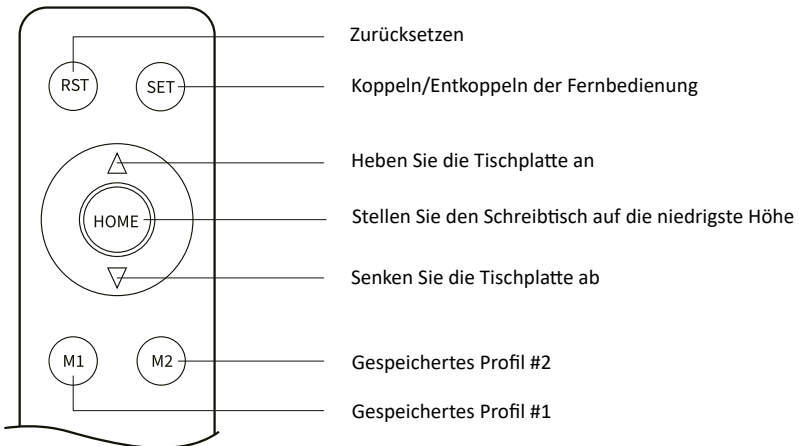 Zurücksetzen
RST
SET
Koppeln/Entkoppeln der Fernbedienung
Heben Sie die Tischplatte an
HOME
Stellen Sie den Schreibtisch auf die niedrigste Höhe
Senken Sie die Tischplatte ab
M1
M2
Gespeichertes Profil #2
Gespeichertes Profil #1